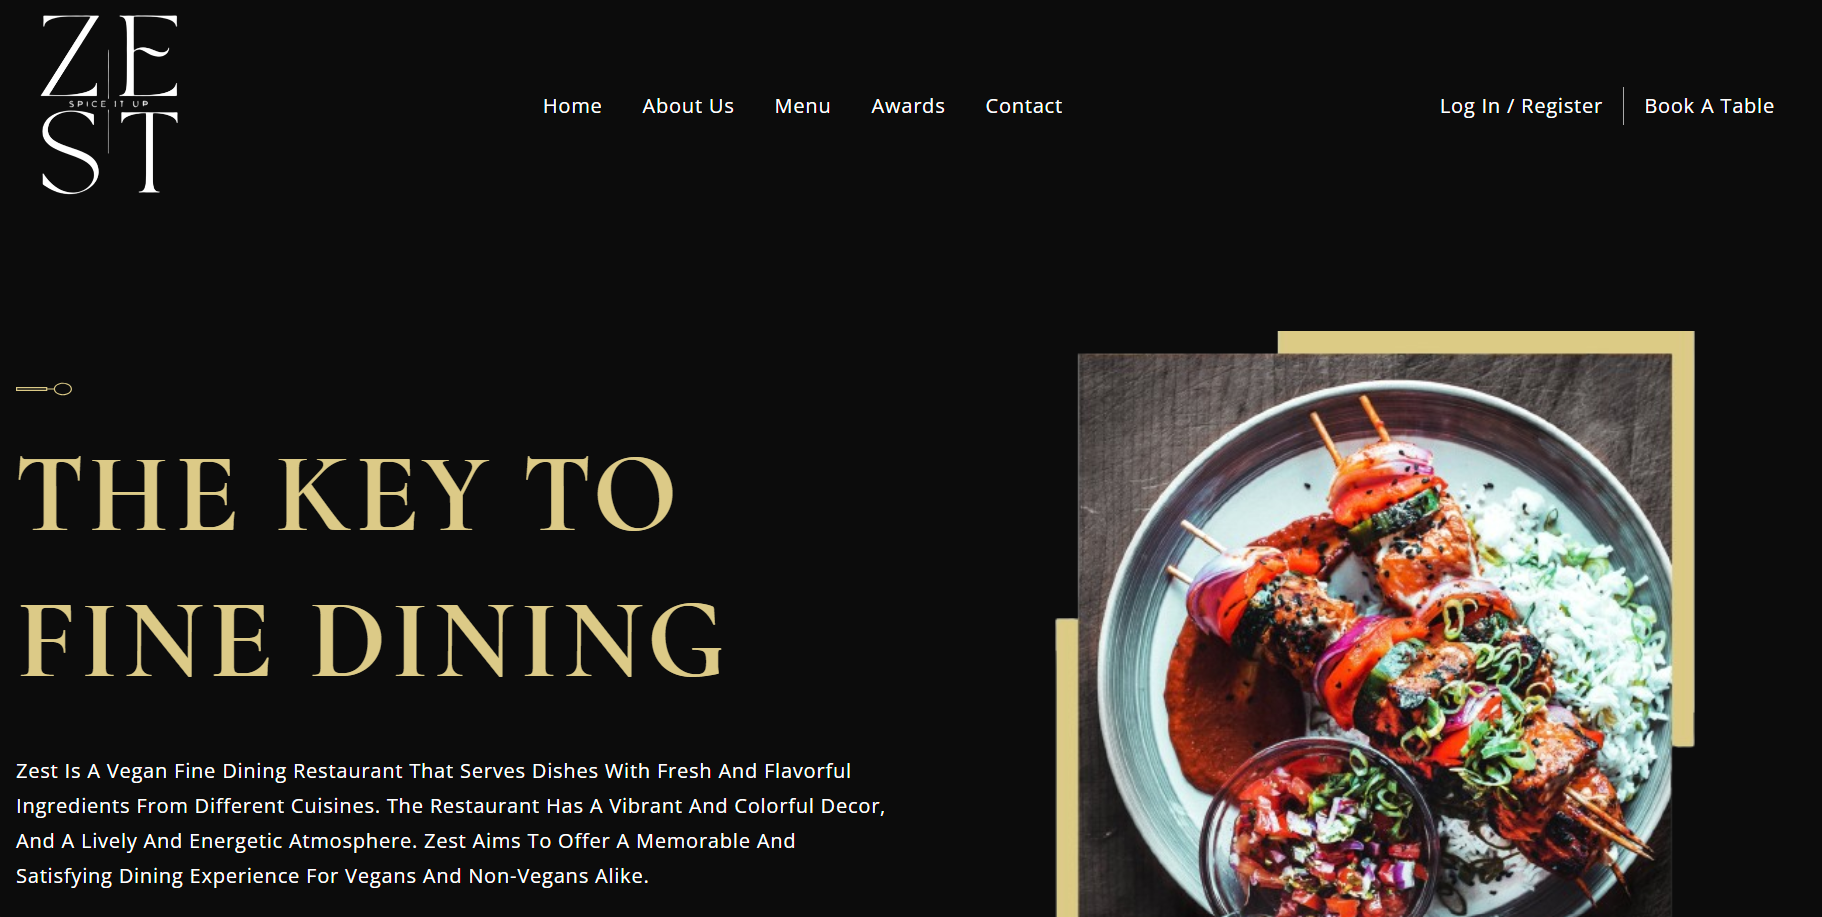 ZE
SPICE IT UP
ST
Home About Us Menu Awards Contact
Log In / Register Book A Table
THE KEY TO
FINE DINING
Zest Is A Vegan Fine Dining Restaurant That Serves Dishes With Fresh And Flavorful
Ingredients From Different Cuisines. The Restaurant Has A Vibrant And Colorful Decor,
And A Lively And Energetic Atmosphere. Zest Aims To Offer A Memorable And
Satisfying Dining Experience For Vegans And Non-Vegans Alike.